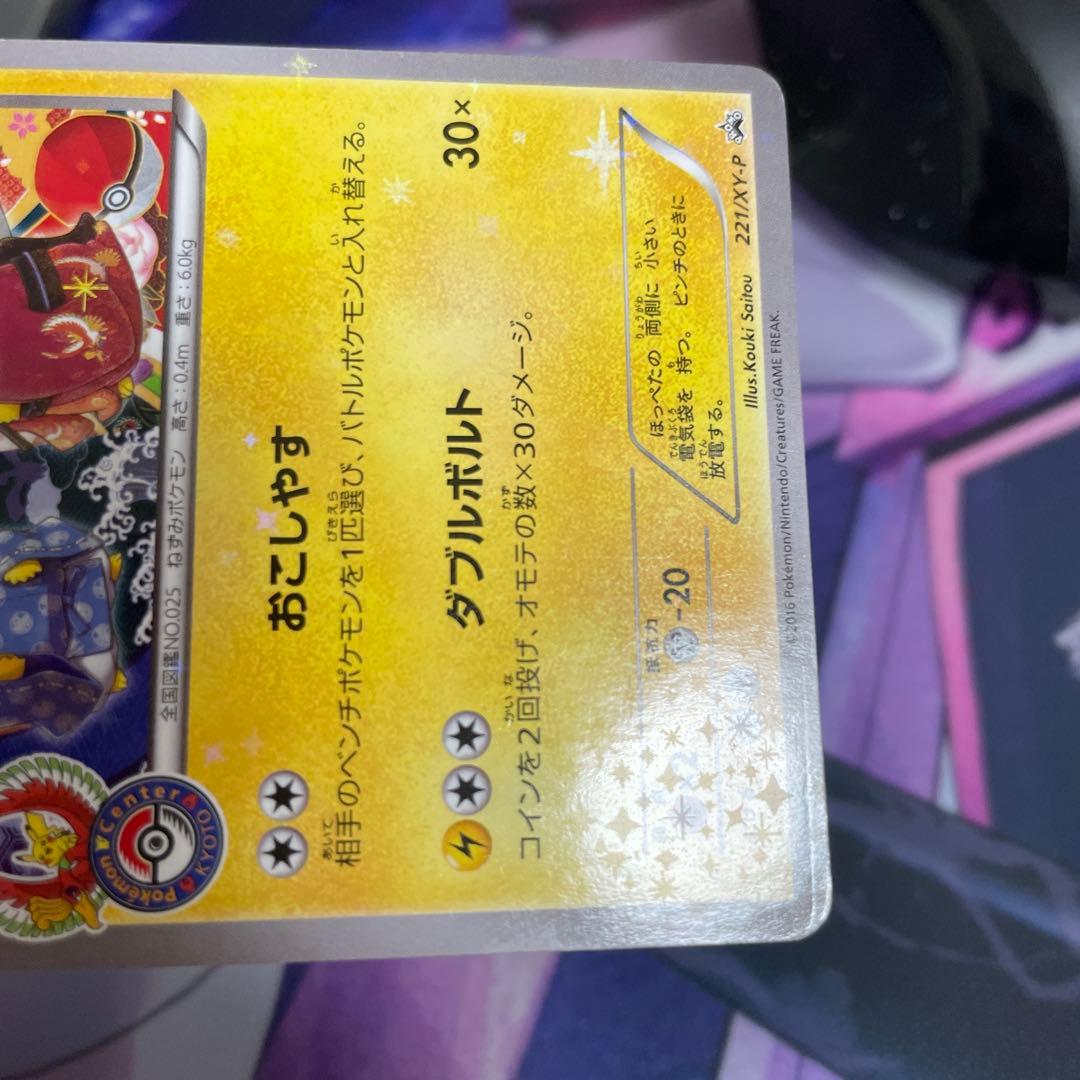 Pokémon Center KYOTO
全国図鑑NO.025 ねずみポケモン 高さ：0.4m 重さ：6.0kg
おこしやす
相手のベンチポケモンを1匹選び、バトルポケモンと入れ替える。
ダブルボルト 30×
コインを2回投げ、オモテの数×30ダメージ。
×2
抵抗力
-20
ほっぺたの 両側に 小さい
電気袋を 持つ。 ピンチのときに
放電する。
Illus.Kouki Saitou 221/XY-P
©2016 Pokémon/Nintendo/Creatures/GAME FREAK.